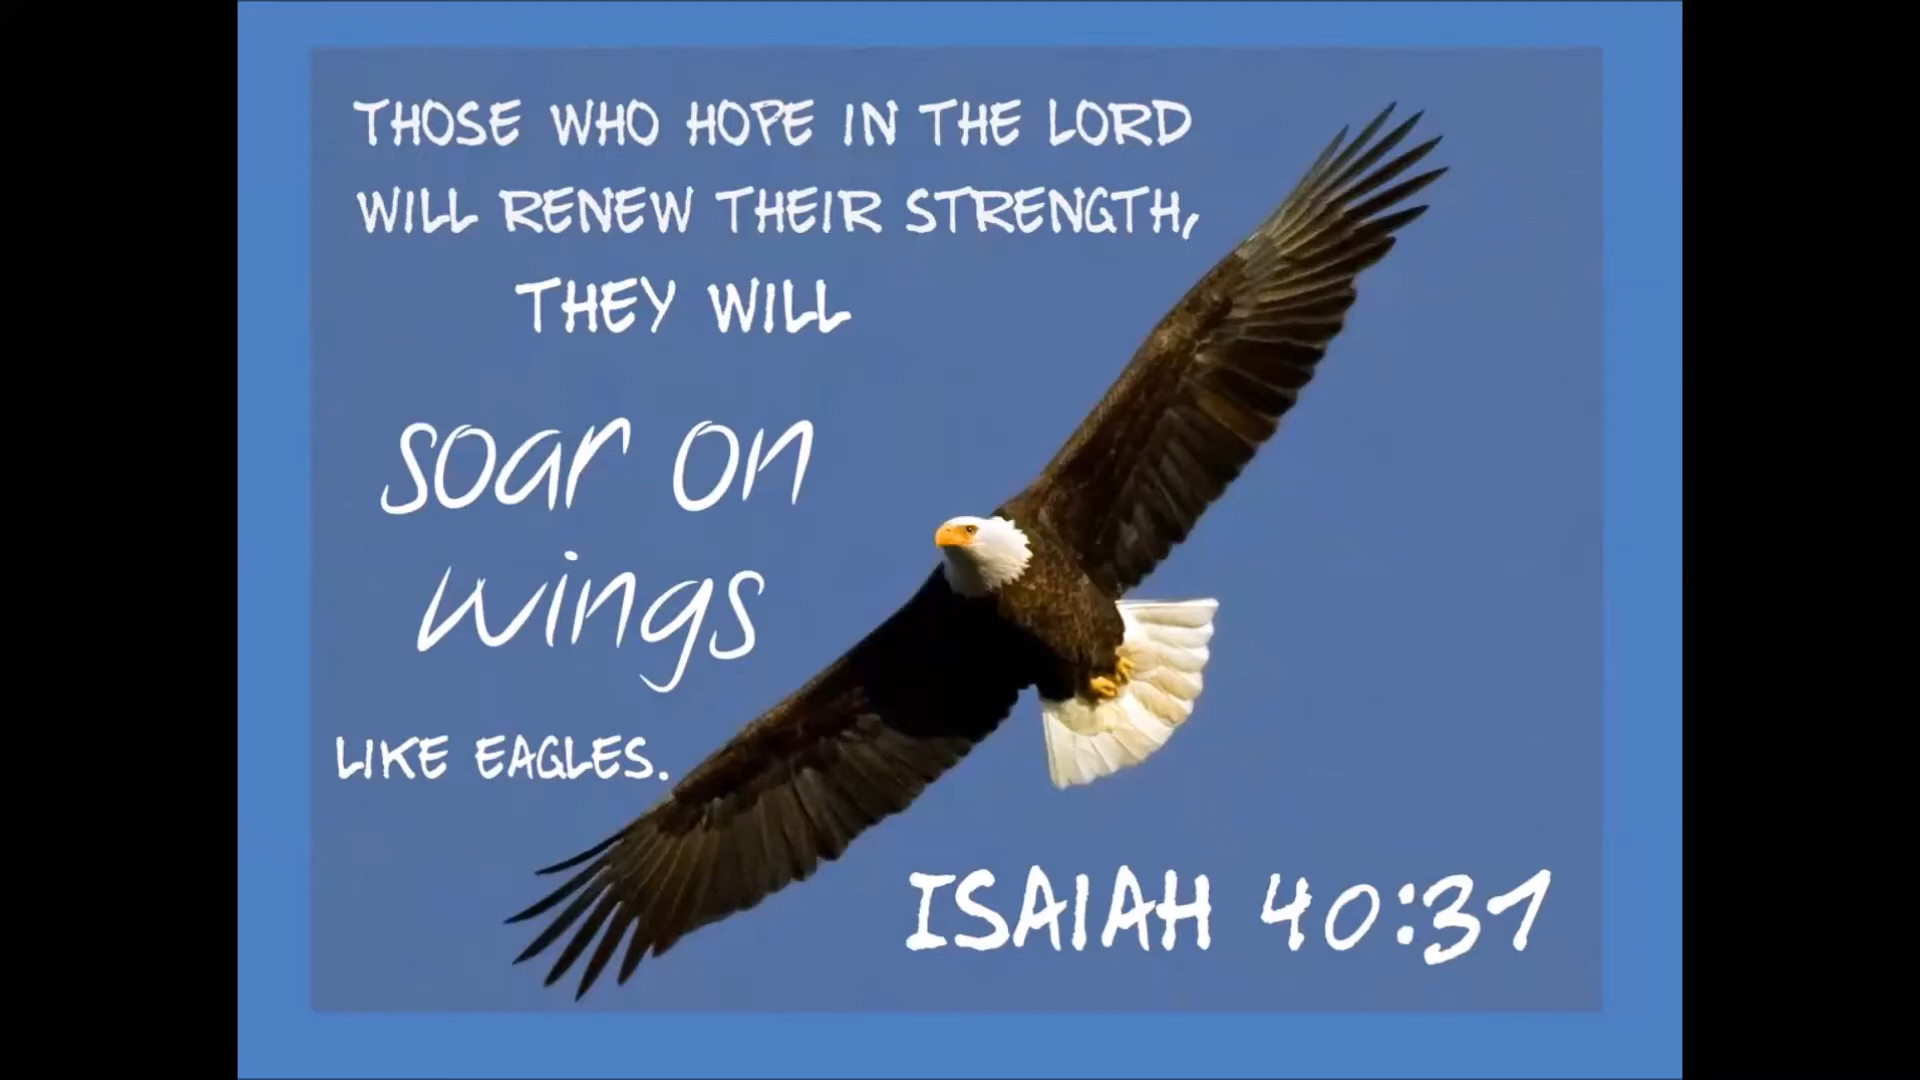 THOSE WHO HOPE IN THE LORD
WILL RENEW THEIR STRENGTH,
THEY WILL
soar on
wings
LIKE EAGLES.
ISAIAH 40:31